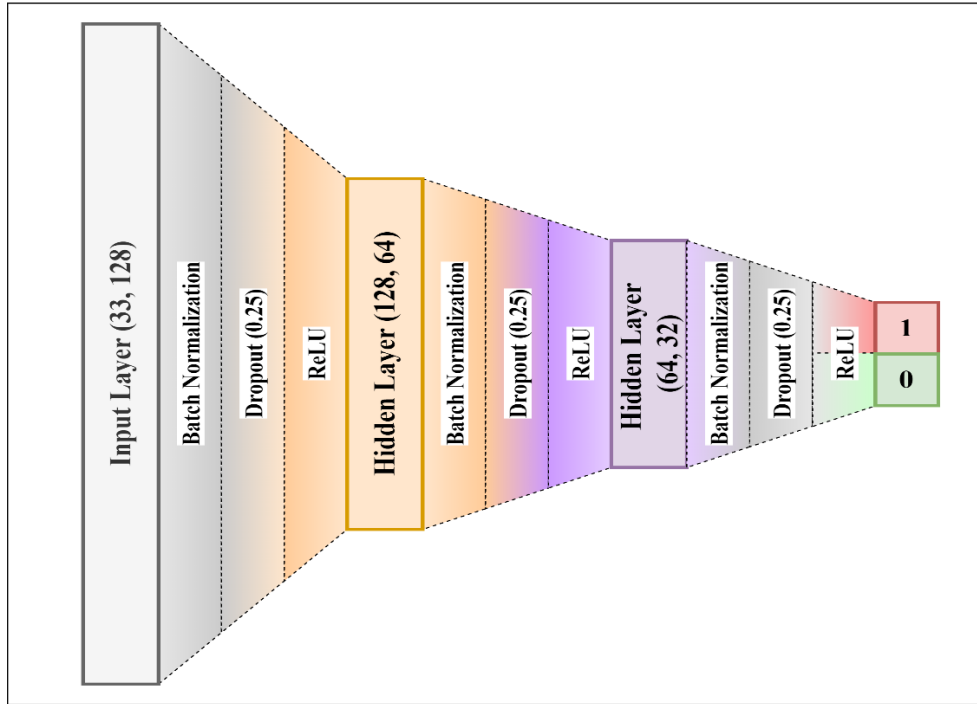 Input Layer (33, 128)
Batch Normalization
Dropout (0.25)
ReLU
Hidden Layer (128, 64)
Batch Normalization
Dropout (0.25)
ReLU
Hidden Layer
(64, 32)
Batch Normalization
Dropout (0.25)
ReLU
1
0